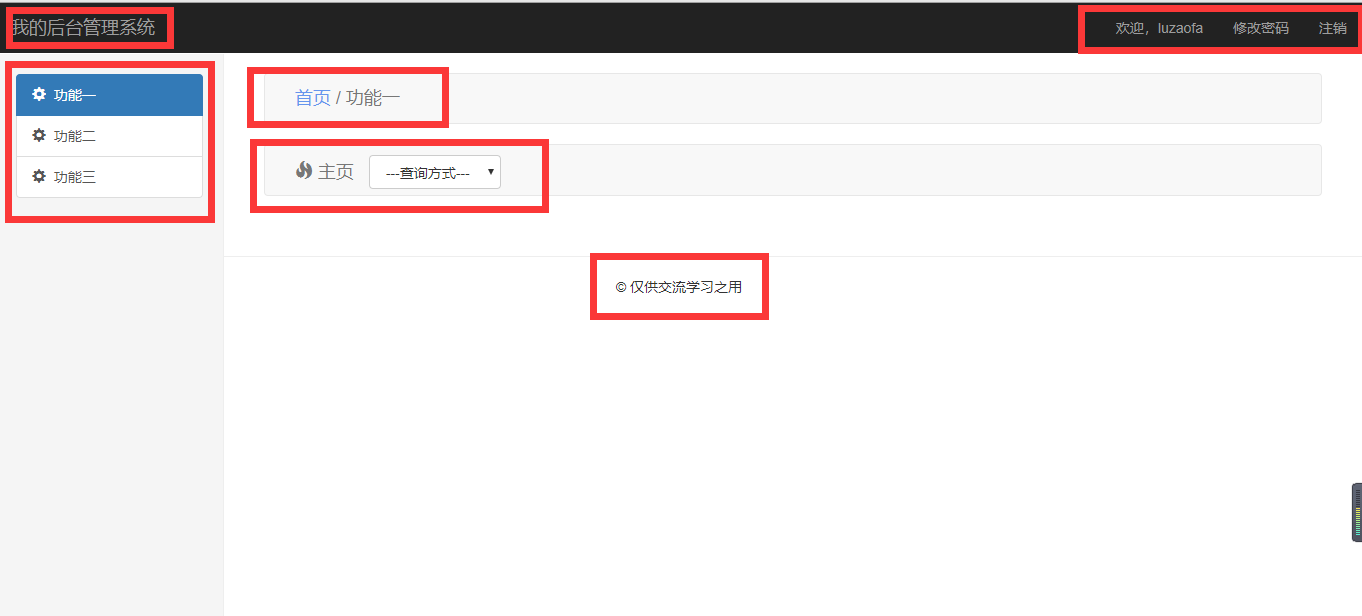 我的后台管理系统
欢迎，luzaofa 修改密码 注销
功能一
功能二
功能三
首页 / 功能一
主页 ---查询方式---
© 仅供交流学习之用